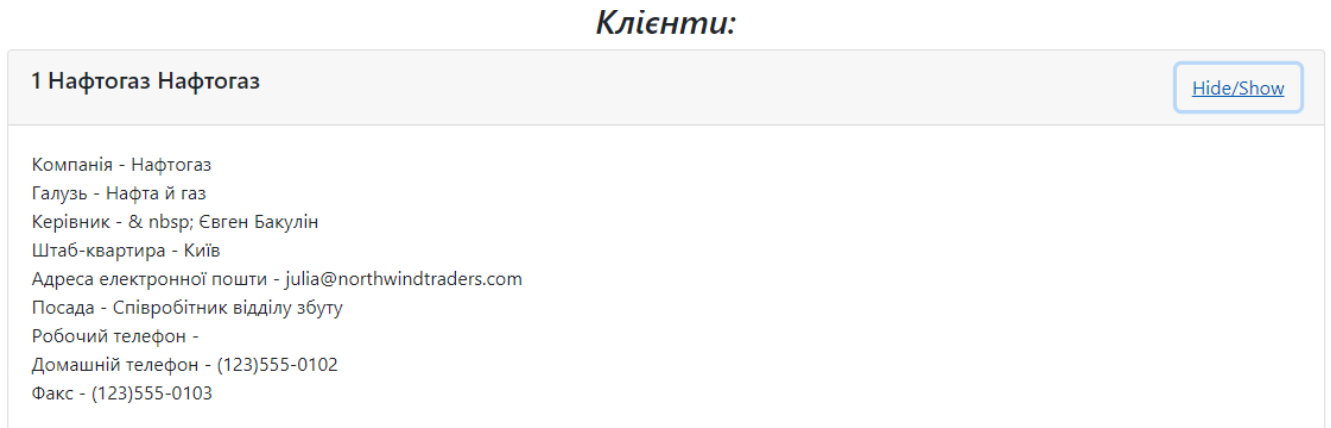 Клієнти:
1 Нафтогаз Нафтогаз
Hide/Show
Компанія - Нафтогаз
Галузь - Нафта й газ
Керівник - & nbsp; Євген Бакулін
Штаб-квартира - Київ
Адреса електронної пошти - julia@northwindtraders.com
Посада - Співробітник відділу збуту
Робочий телефон -
Домашній телефон - (123)555-0102
Факс - (123)555-0103